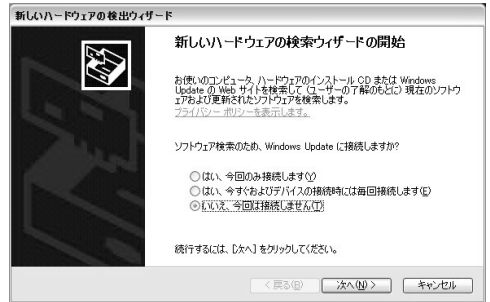 新しいハードウェアの検出ウィザード
新しいハードウェアの検索ウィザードの開始
お使いのコンピュータ、ハードウェアのインストール CD または Windows
Update の Web サイトを検索して (ユーザーの了解のもとに) 現在のソフトウ
ェアおよび更新されたソフトウェアを検索します。
プライバシー ポリシーを表示します。
ソフトウェア検索のため、Windows Update に接続しますか?
はい、今回のみ接続します(Y)
はい、今すぐおよびデバイスの接続時には毎回接続します(E)
いいえ、今回は接続しません(T)
続行するには、[次へ] をクリックしてください。
< 戻る(B) 次へ(N) > キャンセル